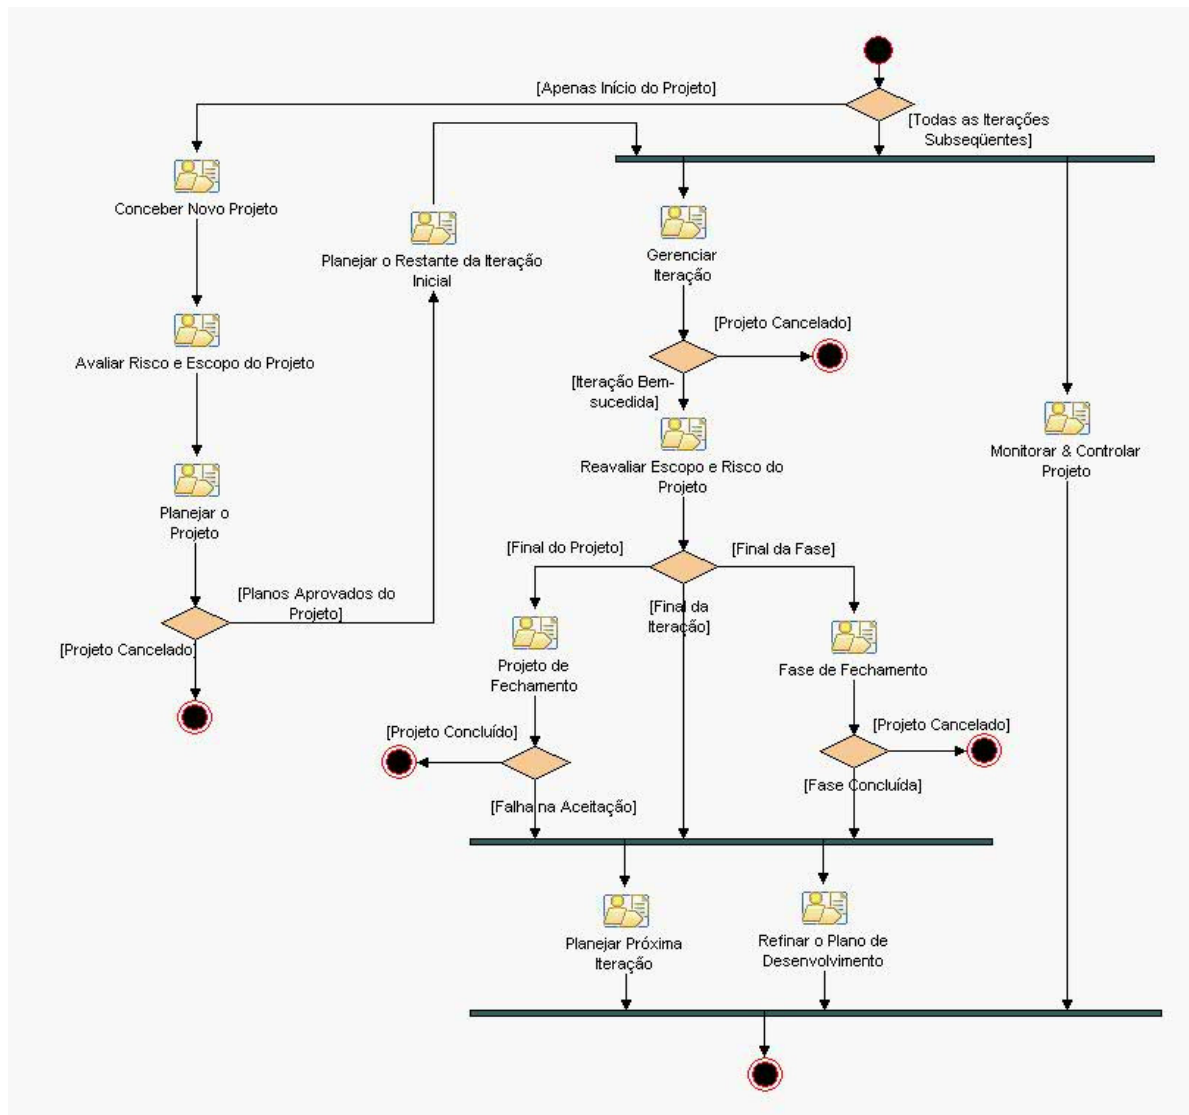 [Apenas Início do Projeto]
[Todas as Iterações
Subseqüentes]
Conceber Novo Projeto
Planejar o Restante da Iteração
Inicial
Gerenciar
Iteração
[Projeto Cancelado]
Avaliar Risco e Escopo do Projeto
[Iteração Bem-
sucedida]
Reavaliar Escopo e Risco do
Projeto
Monitorar & Controlar
Projeto
Planejar o
Projeto
[Final do Projeto]
[Final da Fase]
[Planos Aprovados do
Projeto]
[Final da
Iteração]
[Projeto Cancelado]
Projeto de
Fechamento
Fase de Fechamento
[Projeto Concluído]
[Projeto Cancelado]
[Falha na Aceitação]
[Fase Concluída]
Planejar Próxima
Iteração
Refinar o Plano de
Desenvolvimento